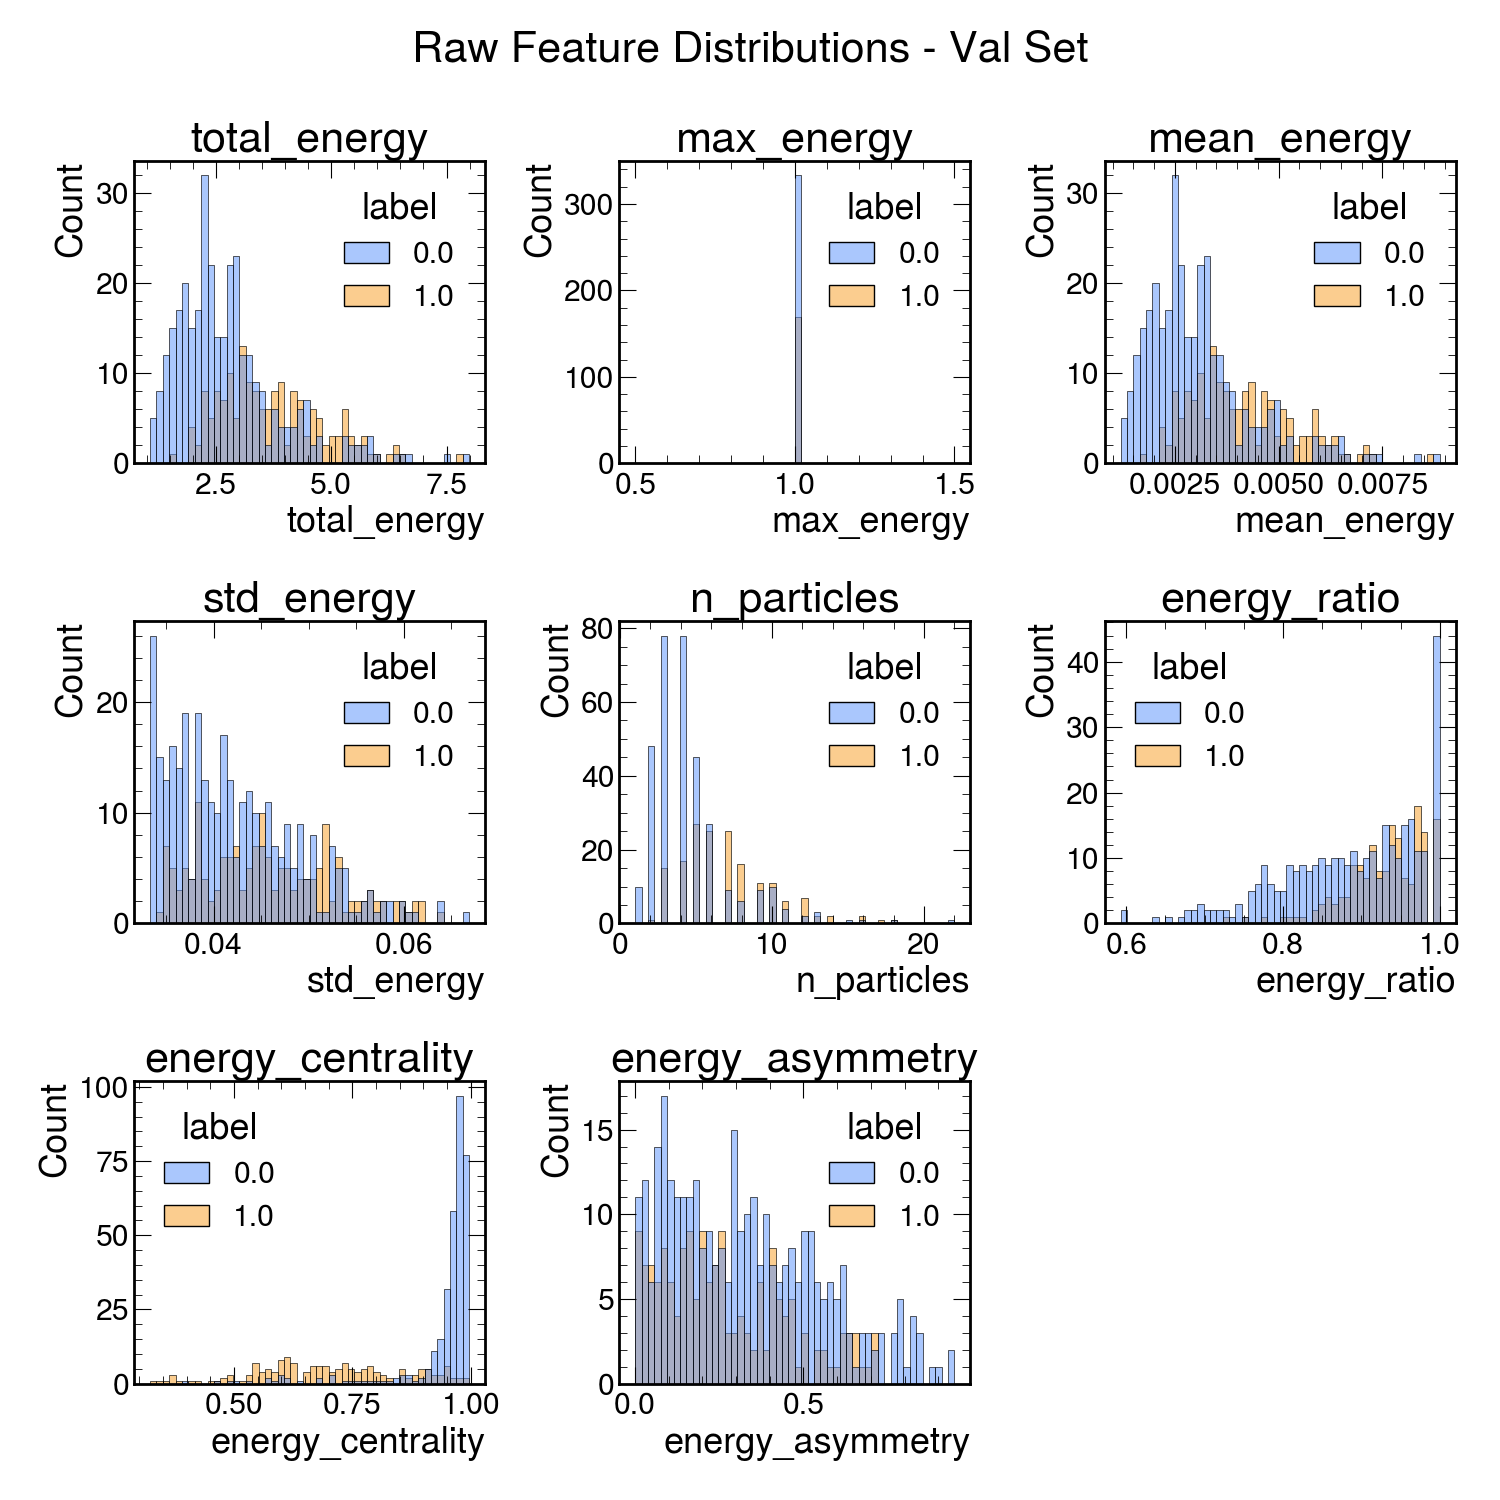 Raw Feature Distributions - Val Set
total_energy
Count
30
20
10
0
label
0.0
1.0
2.5 5.0 7.5
total_energy
max_energy
Count
300
200
100
0
label
0.0
1.0
0.5 1.0 1.5
max_energy
mean_energy
Count
30
20
10
0
label
0.0
1.0
0.0025 0.0050 0.0075
mean_energy
std_energy
Count
20
10
0
label
0.0
1.0
0.04 0.06
std_energy
n_particles
Count
80
60
40
20
0
label
0.0
1.0
0 10 20
n_particles
energy_ratio
Count
40
30
20
10
0
label
0.0
1.0
0.6 0.8 1.0
energy_ratio
energy_centrality
Count
100
75
50
25
0
label
0.0
1.0
0.50 0.75 1.00
energy_centrality
energy_asymmetry
Count
15
10
5
0
label
0.0
1.0
0.0 0.5
energy_asymmetry